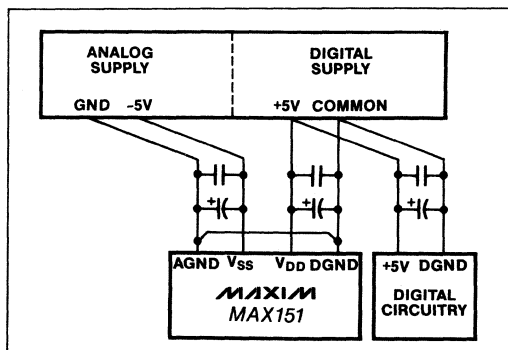 ANALOG SUPPLY
DIGITAL SUPPLY
GND -5V
+5V COMMON
+
+
+
AGND VSS VDD DGND
+5V DGND
MAXIM
MAX151
DIGITAL CIRCUITRY